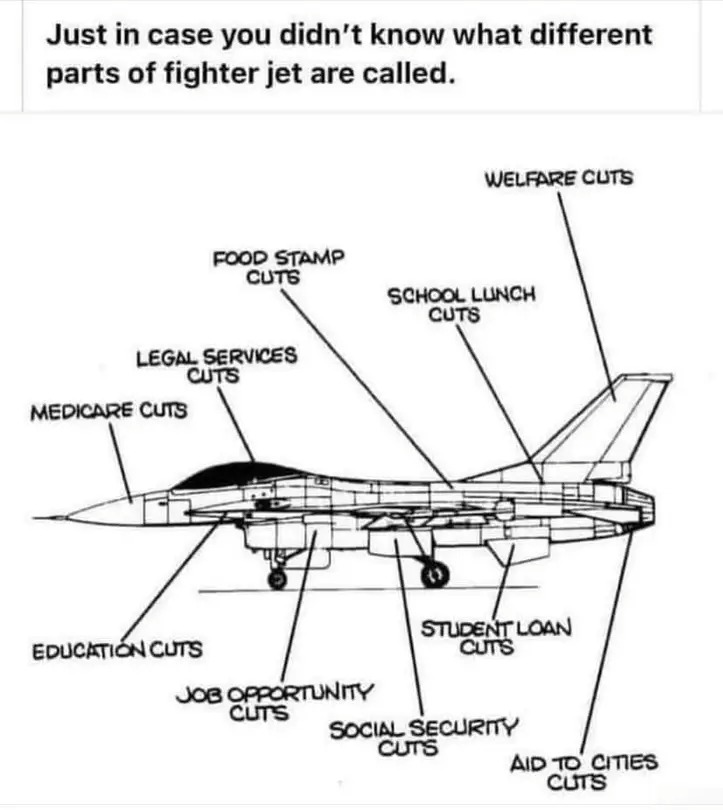 Just in case you didn't know what different
parts of fighter jet are called.
WELFARE CUTS
FOOD STAMP
CUTS
SCHOOL LUNCH
CUTS
LEGAL SERVICES
CUTS
MEDICARE CUTS
STUDENT LOAN
CUTS
EDUCATION CUTS
JOB OPPORTUNITY
CUTS
SOCIAL SECURITY
CUTS
AID TO CITIES
CUTS